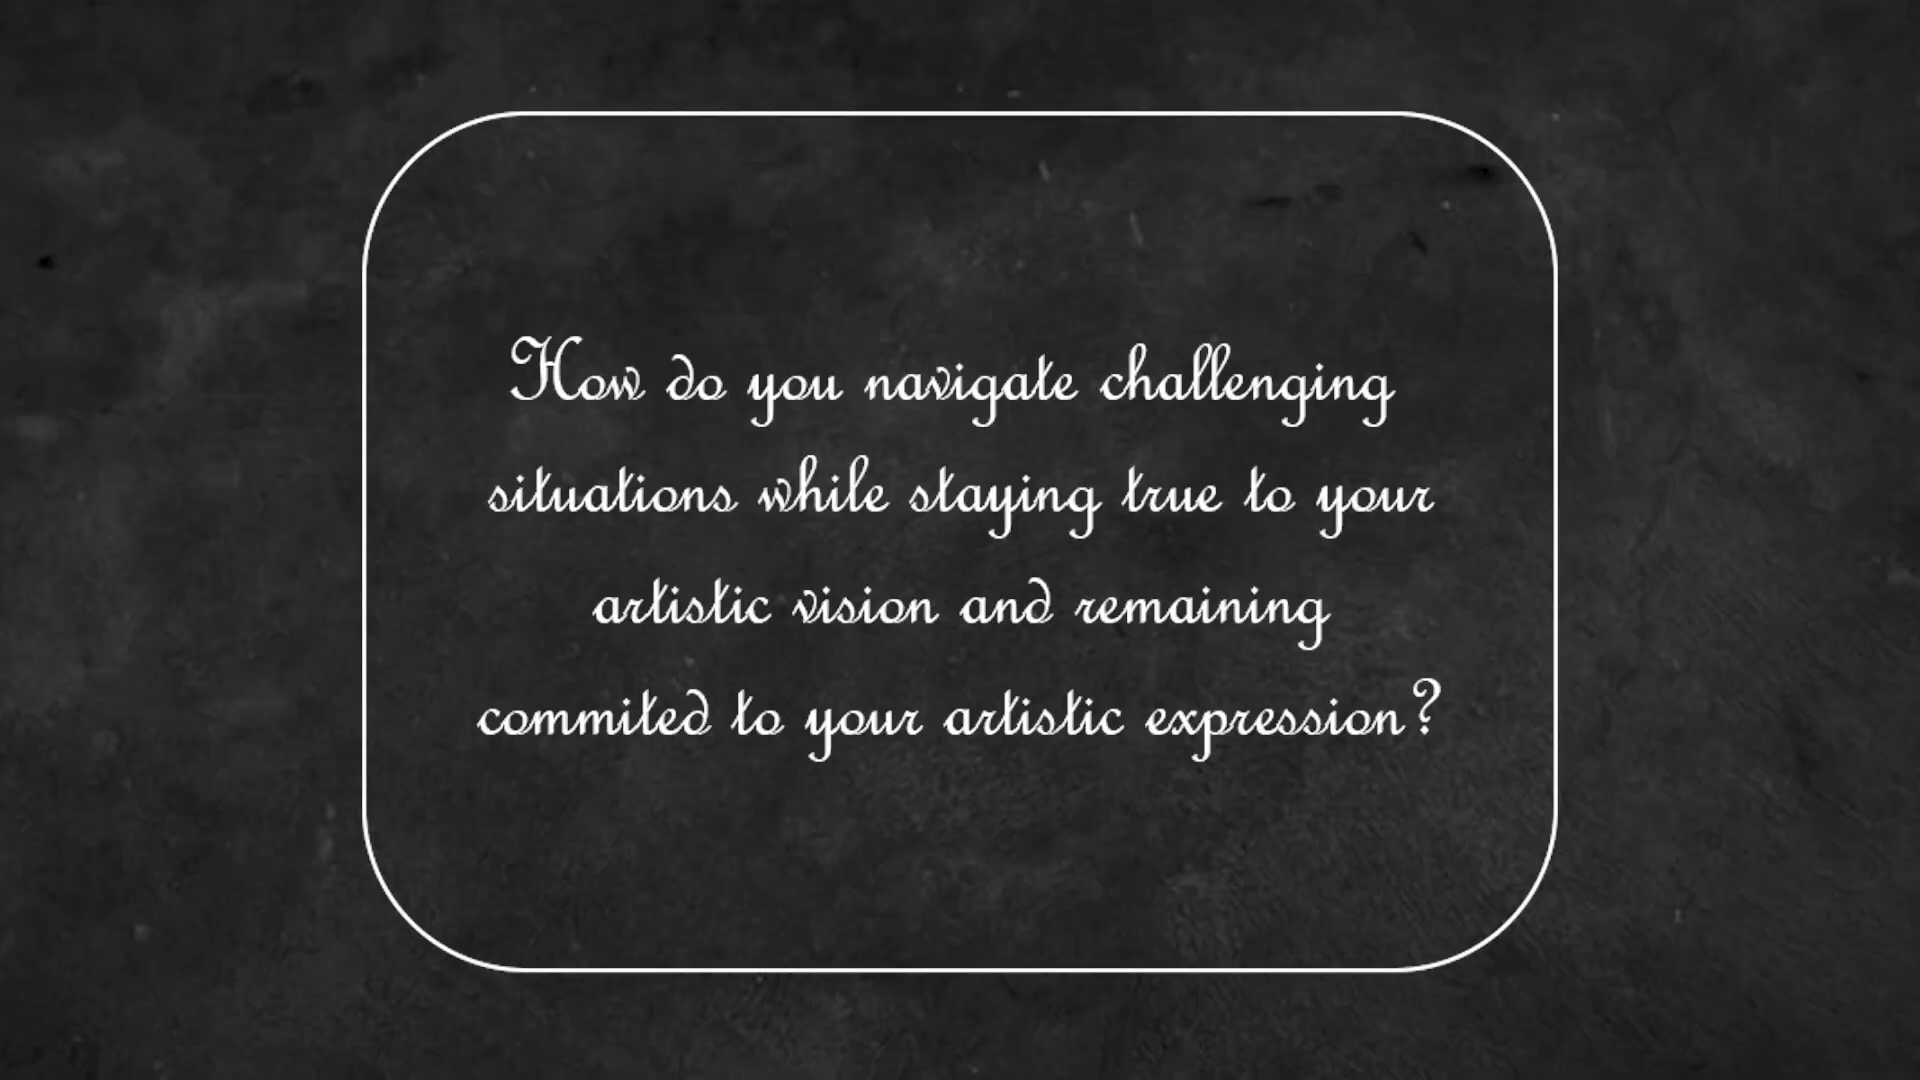 How do you navigate challenging
situations while staying true to your
artistic vision and remaining
commited to your artistic expression?